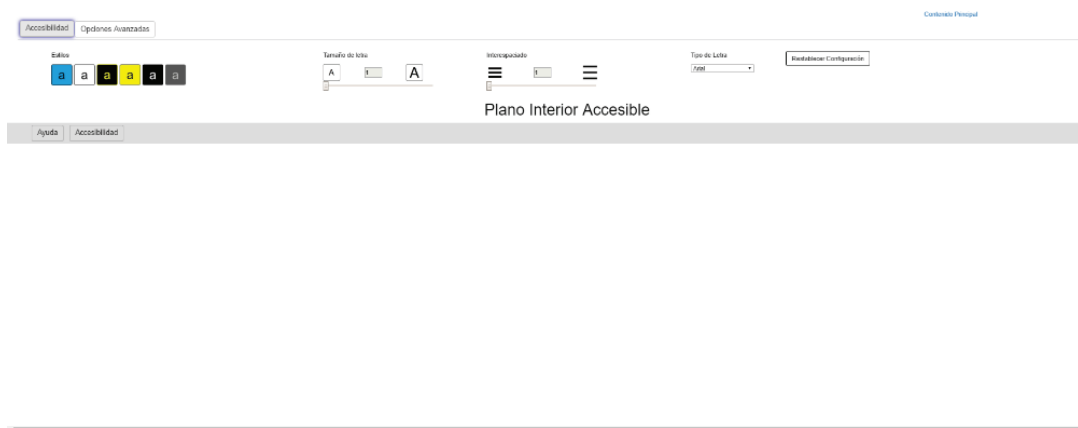 Contenido Principal
Accesibilidad Opciones Avanzadas
Estilos
a a a a a a
Tamaño de letra
A 1 A
Interespaciado
1
Tipo de Letra
Arial
Restablecer Configuración
Plano Interior Accesible
Ayuda Accesibilidad